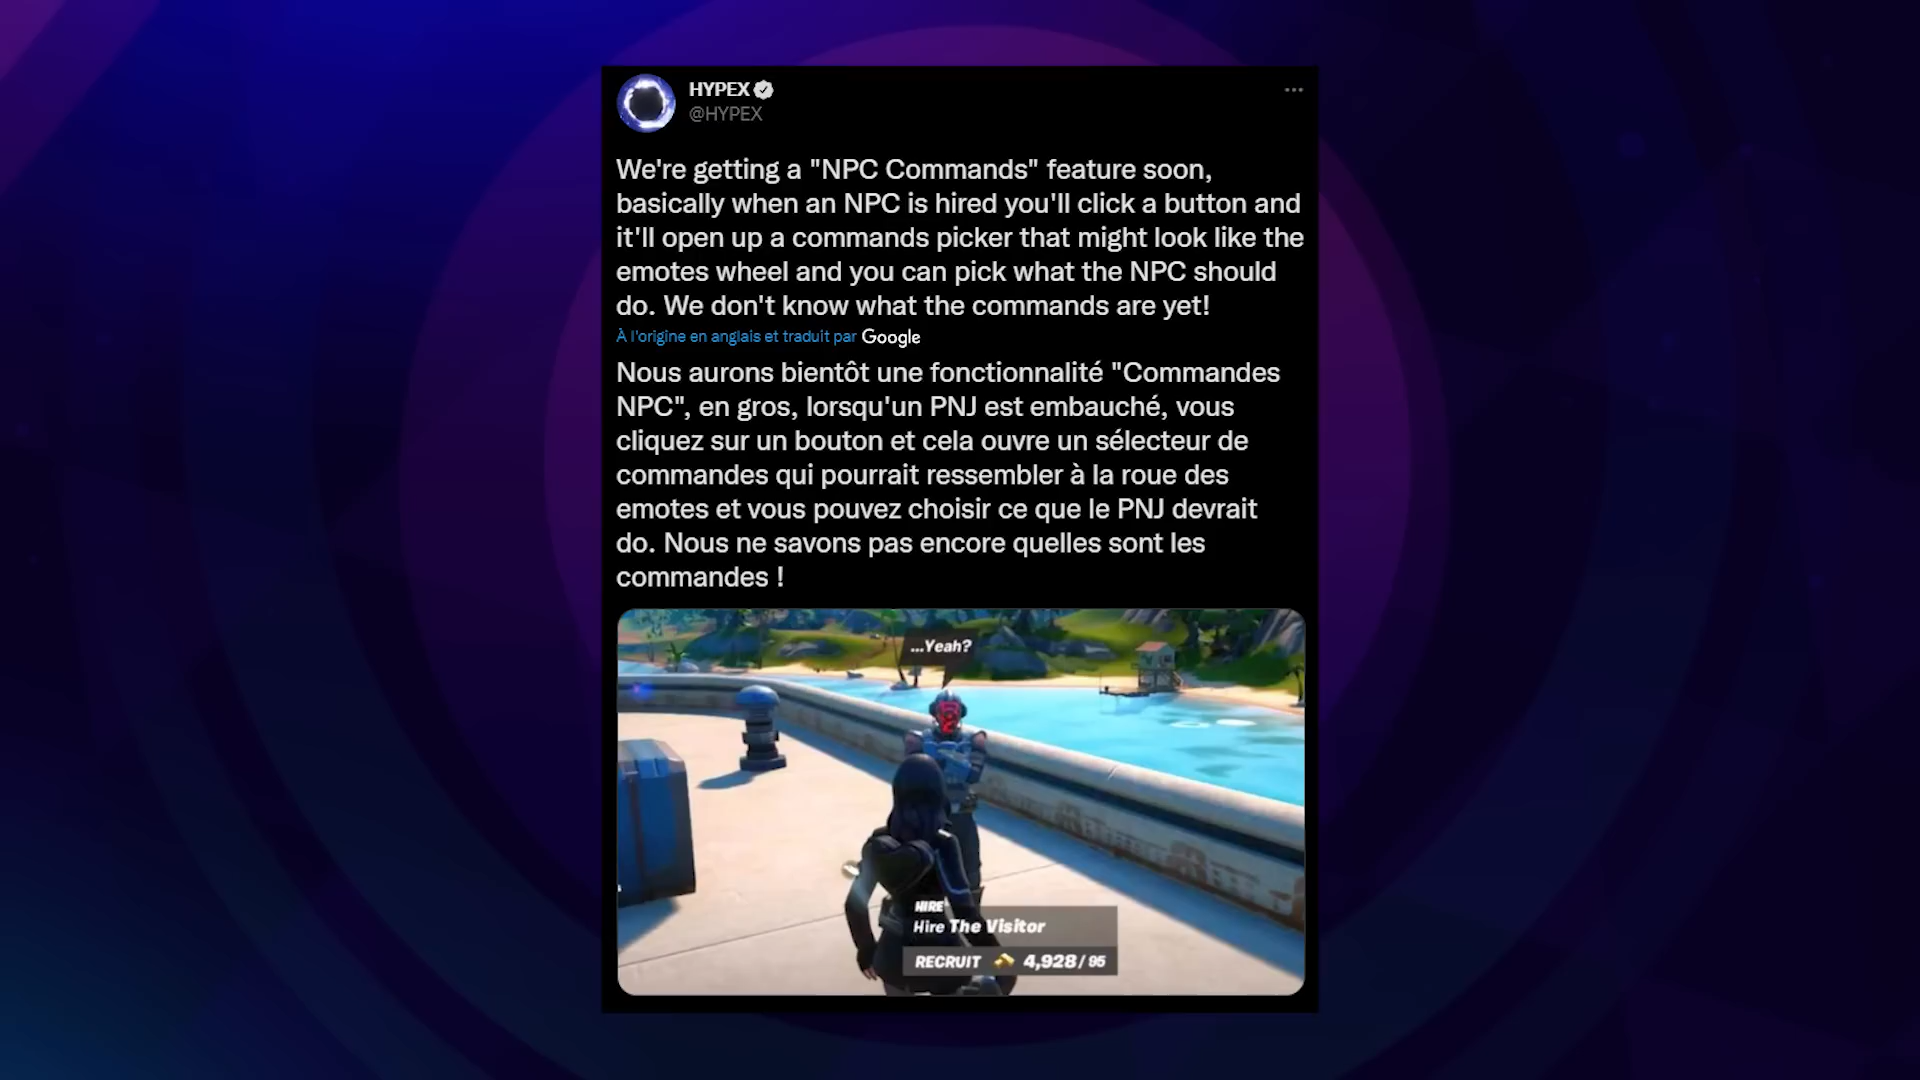 HYPEX
@HYPEX
We're getting a "NPC Commands" feature soon,
basically when an NPC is hired you'll click a button and
it'll open up a commands picker that might look like the
emotes wheel and you can pick what the NPC should
do. We don't know what the commands are yet!
À l'origine en anglais et traduit par Google
Nous aurons bientôt une fonctionnalité "Commandes
NPC", en gros, lorsqu'un PNJ est embauché, vous
cliquez sur un bouton et cela ouvre un sélecteur de
commandes qui pourrait ressembler à la roue des
emotes et vous pouvez choisir ce que le PNJ devrait
do. Nous ne savons pas encore quelles sont les
commandes !
...Yeah?
HIRE
Hire The Visitor
RECRUIT 4,928/ 95